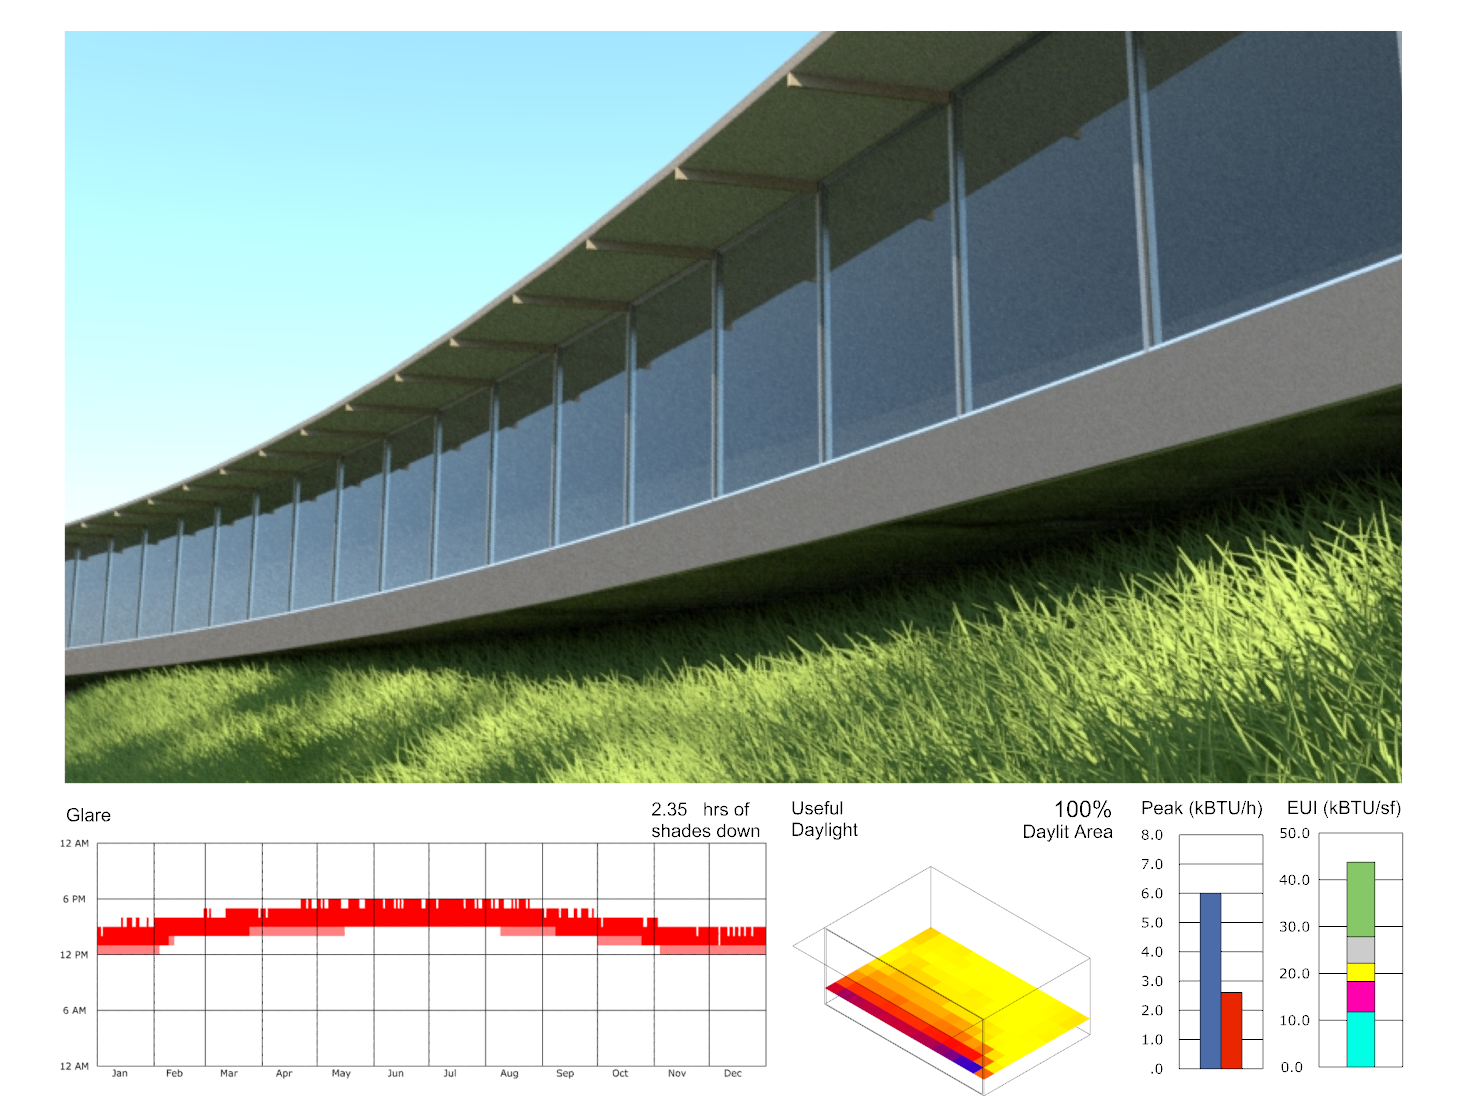 Glare
2.35 hrs of
shades down
12 AM
6 PM
12 PM
6 AM
12 AM
Jan Feb Mar Apr May Jun Jul Aug Sep Oct Nov Dec
Useful
Daylight
100%
Daylit Area
Peak (kBTU/h)
8.0
7.0
6.0
5.0
4.0
3.0
2.0
1.0
.0
EUI (kBTU/sf)
50.0
40.0
30.0
20.0
10.0
0.0